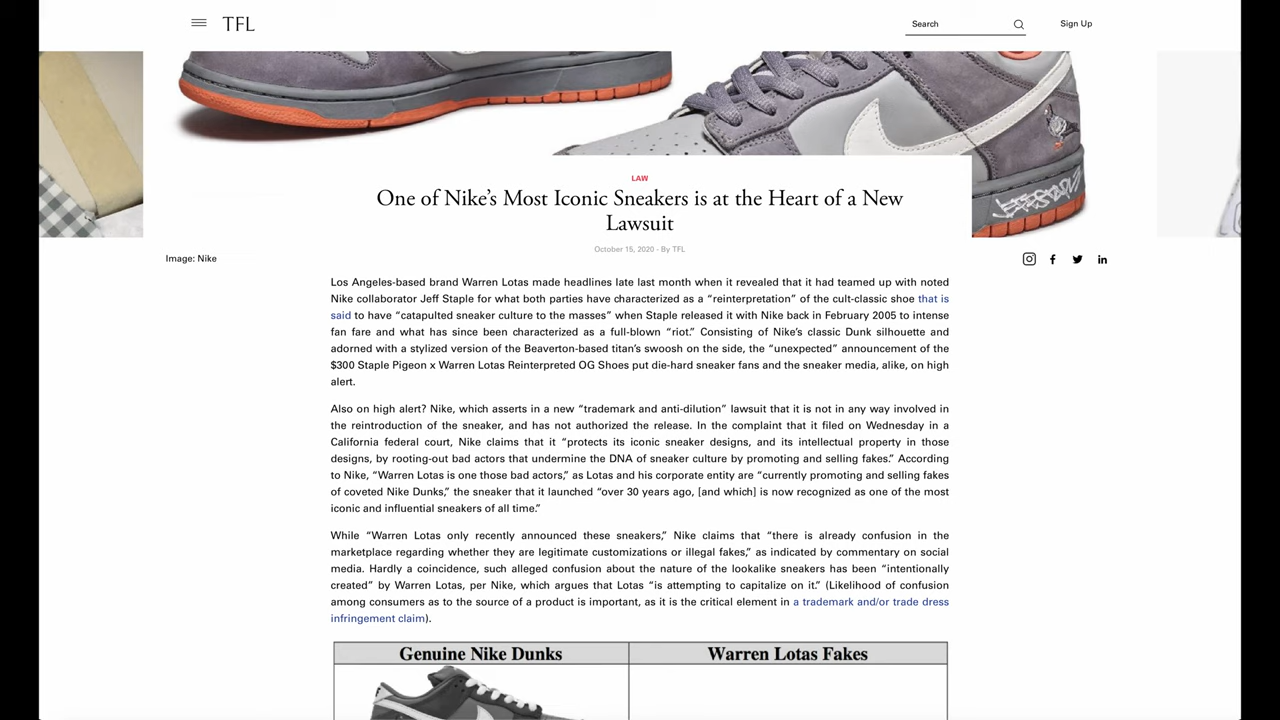 TFL
Search
Sign Up
LAW
One of Nike’s Most Iconic Sneakers is at the Heart of a New
Lawsuit
October 15, 2020 - By TFL
Image: Nike
Los Angeles-based brand Warren Lotas made headlines late last month when it revealed that it had teamed up with noted
Nike collaborator Jeff Staple for what both parties have characterized as a “reinterpretation” of the cult-classic shoe that is
said to have “catapulted sneaker culture to the masses” when Staple released it with Nike back in February 2005 to intense
fan fare and what has since been characterized as a full-blown “riot.” Consisting of Nike’s classic Dunk silhouette and
adorned with a stylized version of the Beaverton-based titan’s swoosh on the side, the “unexpected” announcement of the
$300 Staple Pigeon x Warren Lotas Reinterpreted OG Shoes put die-hard sneaker fans and the sneaker media, alike, on high
alert.
Also on high alert? Nike, which asserts in a new “trademark and anti-dilution” lawsuit that it is not in any way involved in
the reintroduction of the sneaker, and has not authorized the release. In the complaint that it filed on Wednesday in a
California federal court, Nike claims that it “protects its iconic sneaker designs, and its intellectual property in those
designs, by rooting-out bad actors that undermine the DNA of sneaker culture by promoting and selling fakes.” According
to Nike, “Warren Lotas is one those bad actors,” as Lotas and his corporate entity are “currently promoting and selling fakes
of coveted Nike Dunks,” the sneaker that it launched “over 30 years ago, [and which] is now recognized as one of the most
iconic and influential sneakers of all time.”
While “Warren Lotas only recently announced these sneakers,” Nike claims that “there is already confusion in the
marketplace regarding whether they are legitimate customizations or illegal fakes,” as indicated by commentary on social
media. Hardly a coincidence, such alleged confusion about the nature of the lookalike sneakers has been “intentionally
created” by Warren Lotas, per Nike, which argues that Lotas “is attempting to capitalize on it.” (Likelihood of confusion
among consumers as to the source of a product is important, as it is the critical element in a trademark and/or trade dress
infringement claim).
Genuine Nike Dunks
Warren Lotas Fakes